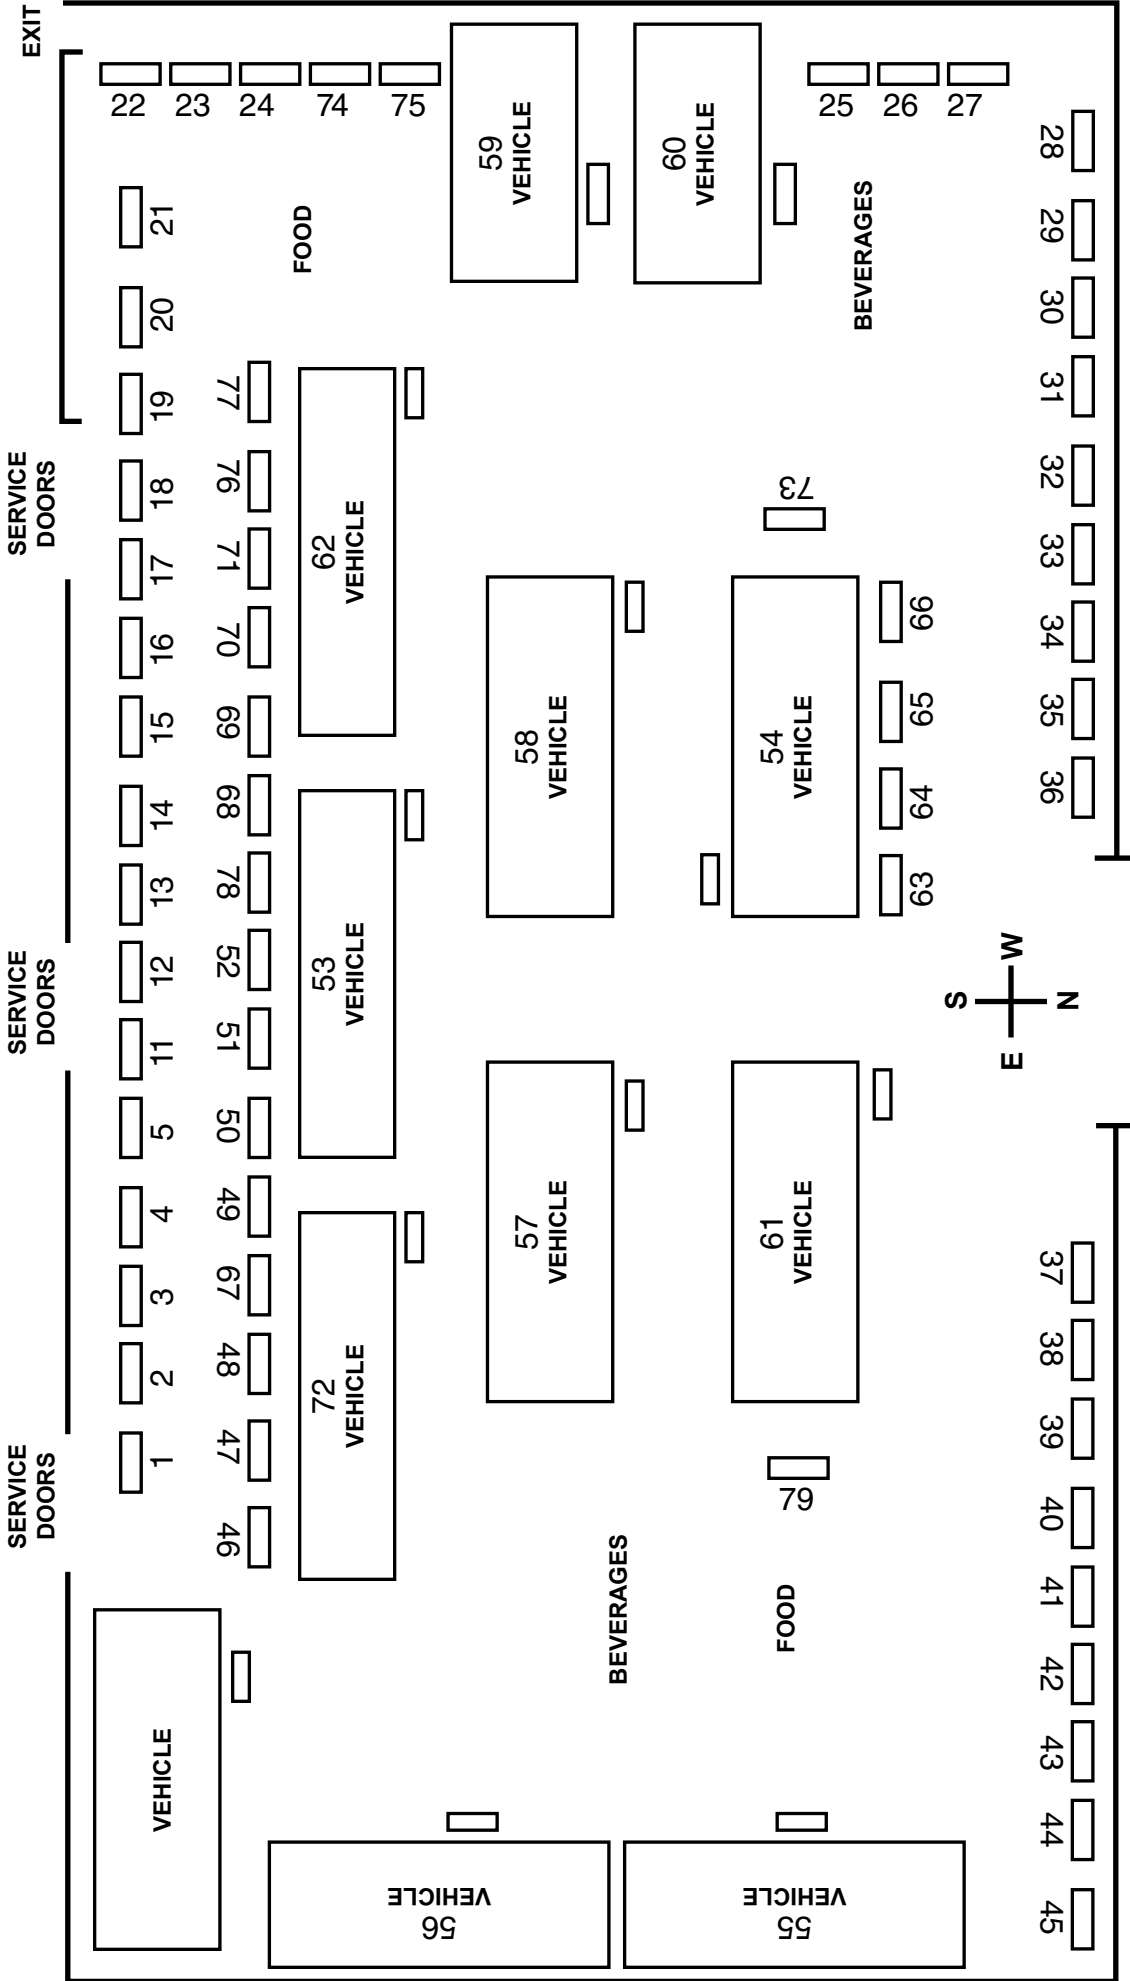 EXIT
22
23
24
74
75
59
VEHICLE
60
VEHICLE
25
26
27
28
29
30
31
32
33
34
35
36
21
20
19
18
17
16
15
14
13
12
11
5
4
3
2
1
FOOD
BEVERAGES
SERVICE
DOORS
SERVICE
DOORS
SERVICE
DOORS
77
76
71
70
69
68
78
52
51
50
49
67
48
47
46
62
VEHICLE
53
VEHICLE
72
VEHICLE
73
58
VEHICLE
54
VEHICLE
66
65
64
63
S
W
N
E
57
VEHICLE
61
VEHICLE
79
BEVERAGES
FOOD
37
38
39
40
41
42
43
44
45
VEHICLE
56
VEHICLE
55
VEHICLE